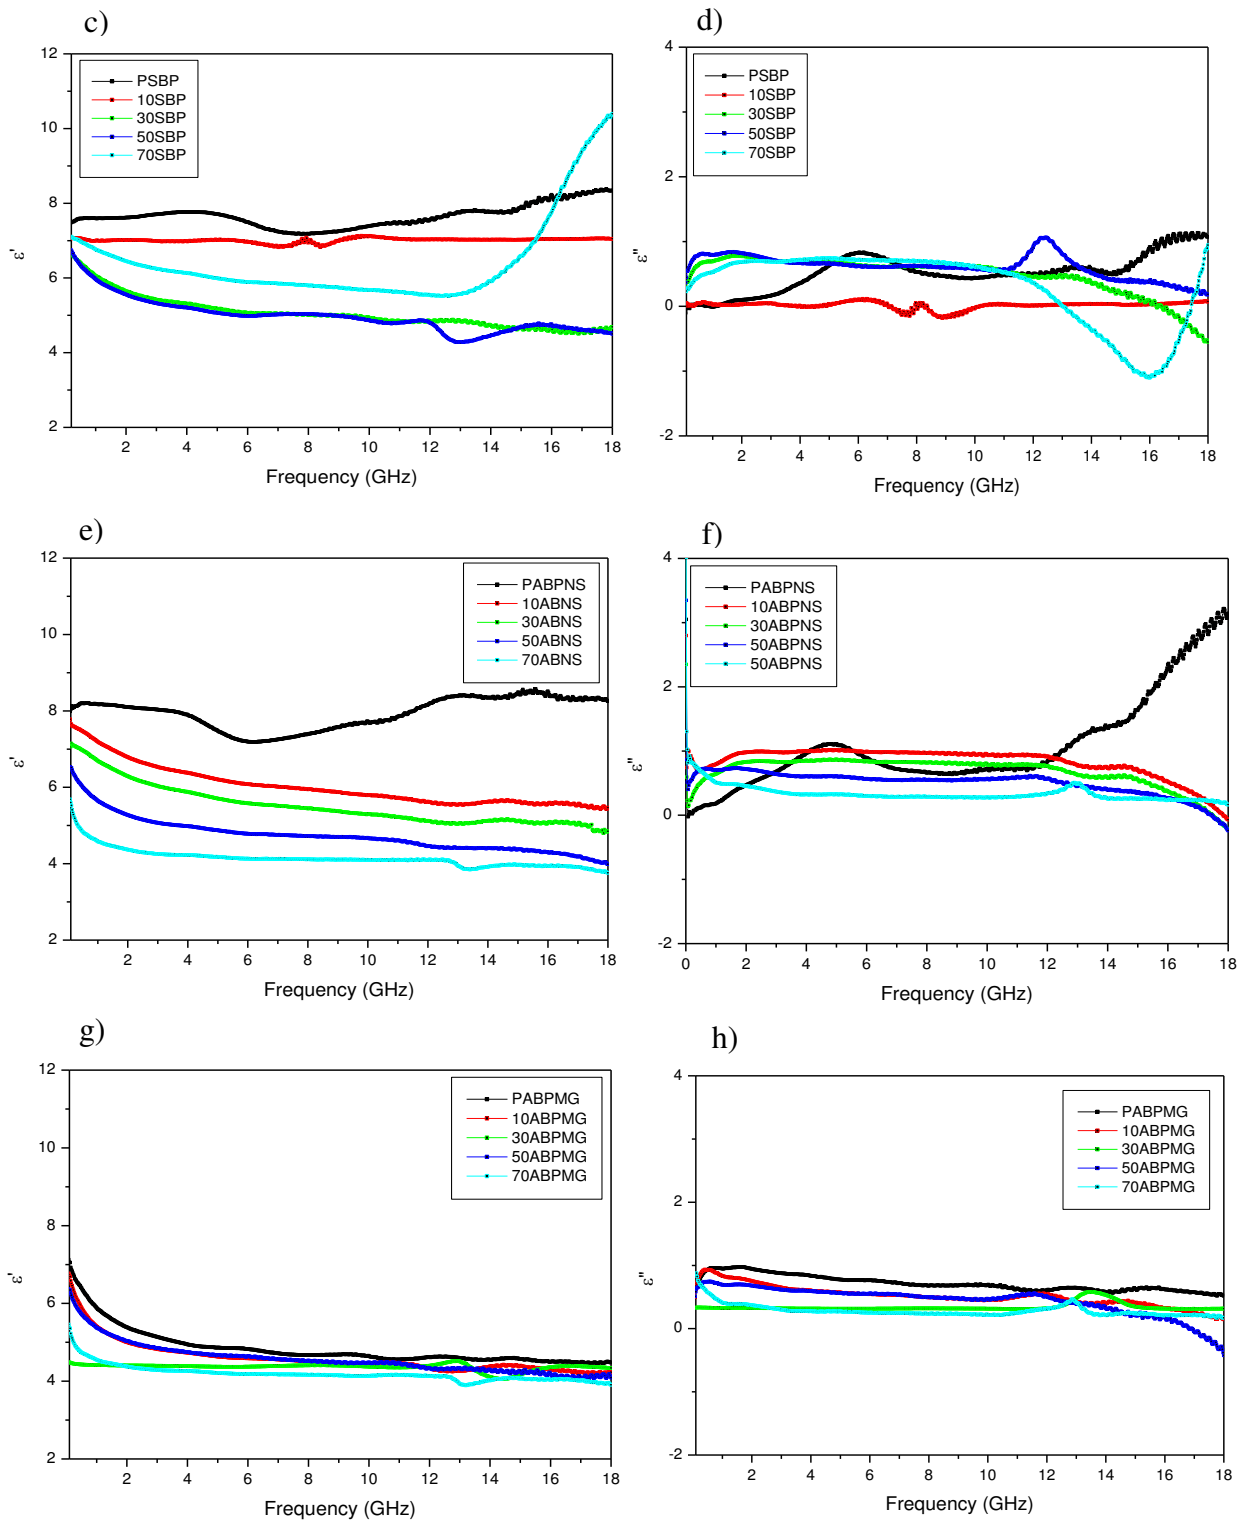 c)
12
10
8
6
4
2
ε'
PSBP
10SBP
30SBP
50SBP
70SBP
2 4 6 8 10 12 14 16 18
Frequency (GHz)
d)
4
2
0
-2
ε"
PSBP
10SBP
30SBP
50SBP
70SBP
2 4 6 8 10 12 14 16 18
Frequency (GHz)
e)
12
10
8
6
4
2
ε'
PABPNS
10ABNS
30ABNS
50ABNS
70ABNS
2 4 6 8 10 12 14 16 18
Frequency (GHz)
f)
4
2
0
-2
ε"
PABPNS
10ABPNS
30ABPNS
50ABPNS
50ABPNS
0 2 4 6 8 10 12 14 16 18
Frequency (GHz)
g)
12
10
8
6
4
2
ε'
PABPMG
10ABPMG
30ABPMG
50ABPMG
70ABPMG
2 4 6 8 10 12 14 16 18
Frequency (GHz)
h)
4
2
0
-2
ε"
PABPMG
10ABPMG
30ABPMG
50ABPMG
70ABPMG
2 4 6 8 10 12 14 16 18
Frequency (GHz)